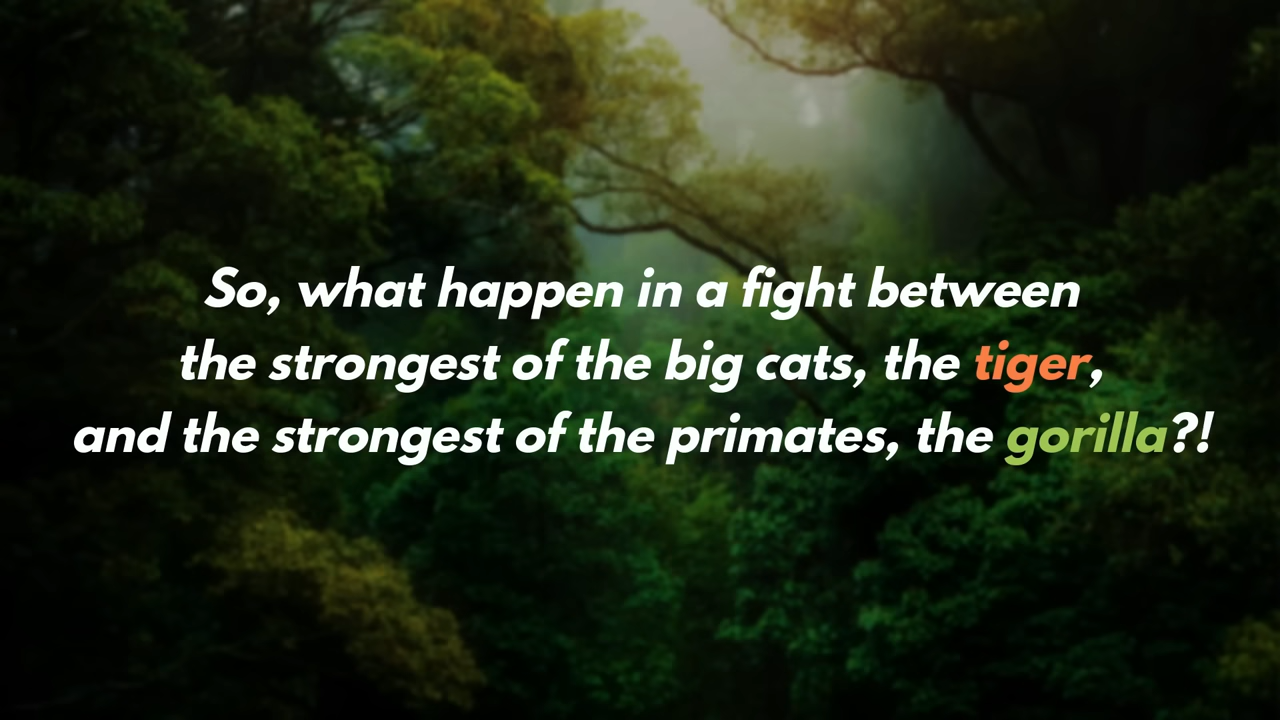 So, what happen in a fight between
the strongest of the big cats, the tiger,
and the strongest of the primates, the gorilla?!